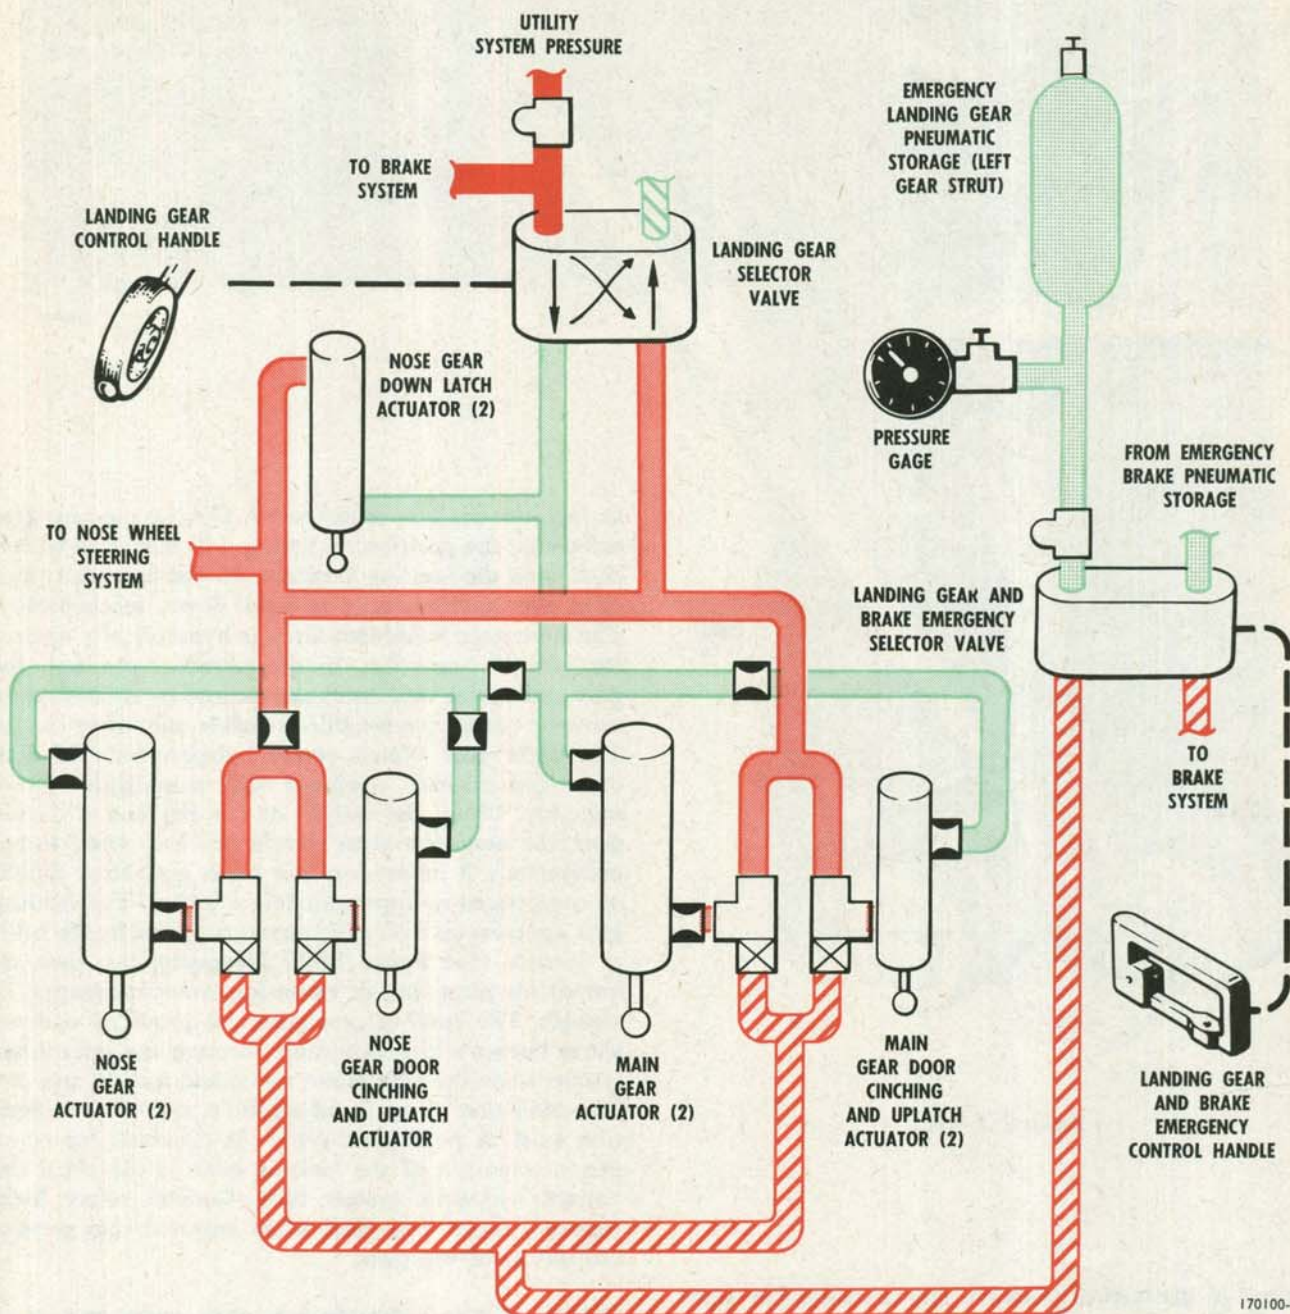 UTILITY
SYSTEM PRESSURE
TO BRAKE
SYSTEM
EMERGENCY
LANDING GEAR
PNEUMATIC
STORAGE (LEFT
GEAR STRUT)
LANDING GEAR
CONTROL HANDLE
LANDING GEAR
SELECTOR
VALVE
NOSE GEAR
DOWN LATCH
ACTUATOR (2)
PRESSURE
GAGE
FROM EMERGENCY
BRAKE PNEUMATIC
STORAGE
TO NOSE WHEEL
STEERING
SYSTEM
LANDING GEAR AND
BRAKE EMERGENCY
SELECTOR VALVE
TO
BRAKE
SYSTEM
NOSE
GEAR
ACTUATOR (2)
NOSE
GEAR DOOR
CINCHING
AND UPLATCH
ACTUATOR
MAIN
GEAR
ACTUATOR (2)
MAIN
GEAR DOOR
CINCHING
AND UPLATCH
ACTUATOR (2)
LANDING GEAR
AND BRAKE
EMERGENCY
CONTROL HANDLE
170100-